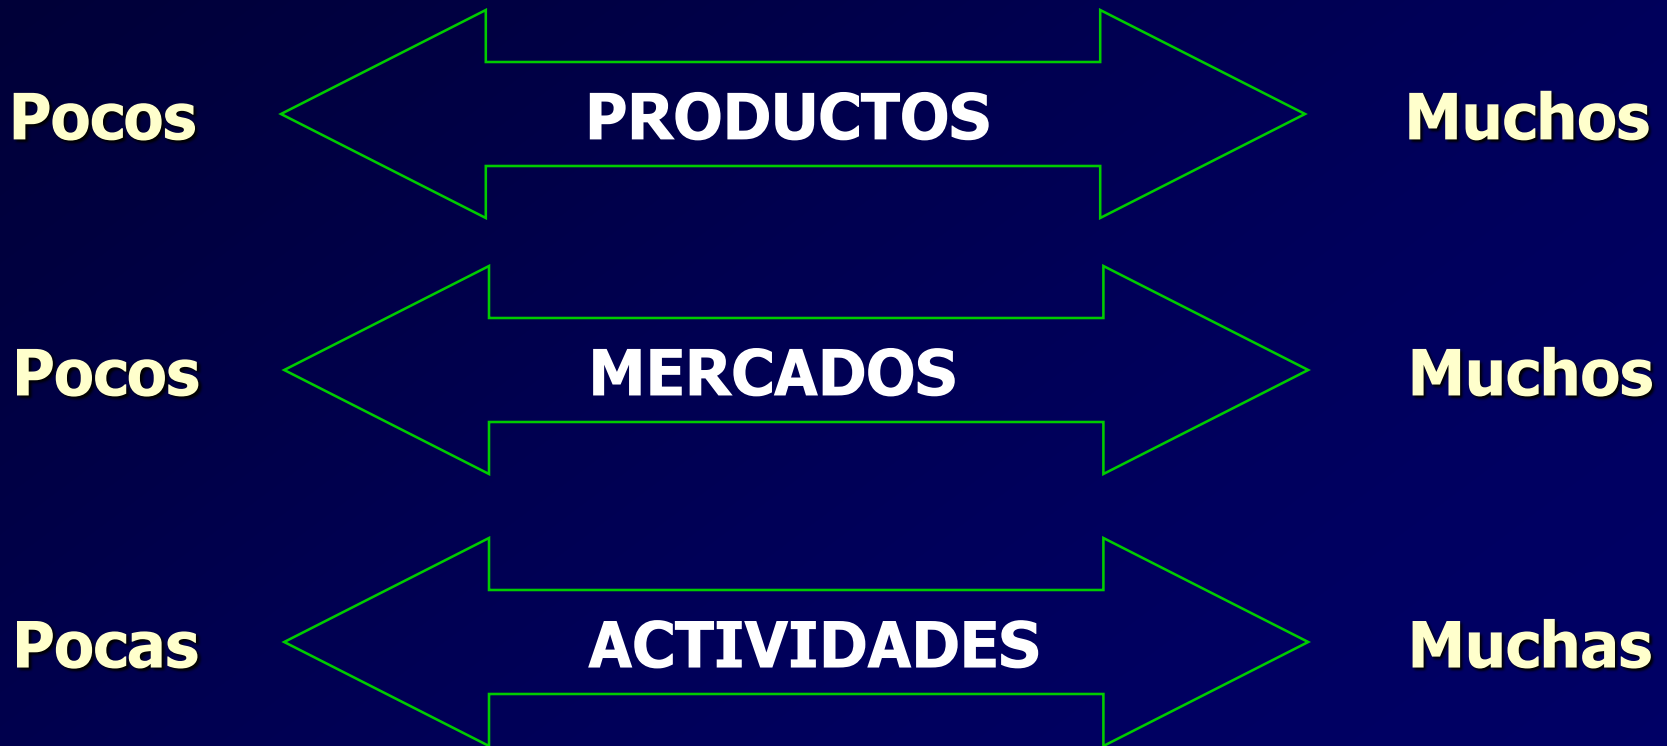 Pocos PRODUCTOS Muchos
Pocos MERCADOS Muchos
Pocas ACTIVIDADES Muchas